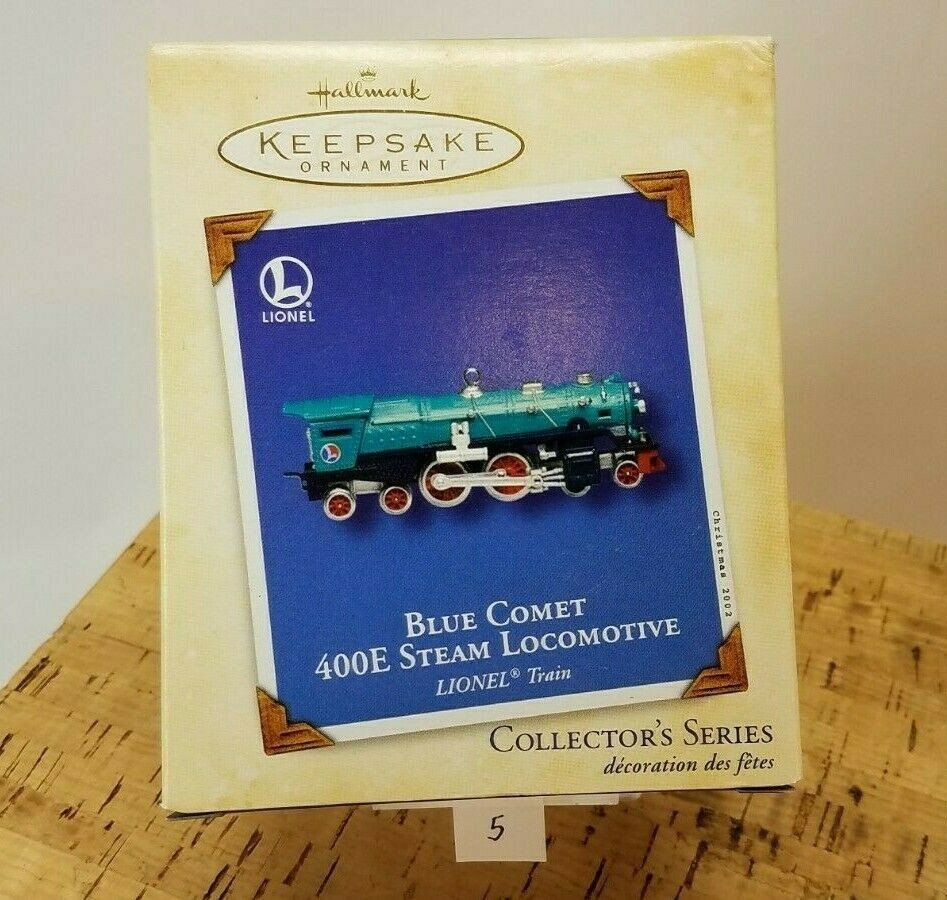 Hallmark
KEEPSAKE
ORNAMENT
L®
LIONEL
Christmas 2002
BLUE COMET
400E STEAM LOCOMOTIVE
LIONEL® Train
COLLECTOR'S SERIES
décoration des fêtes
5